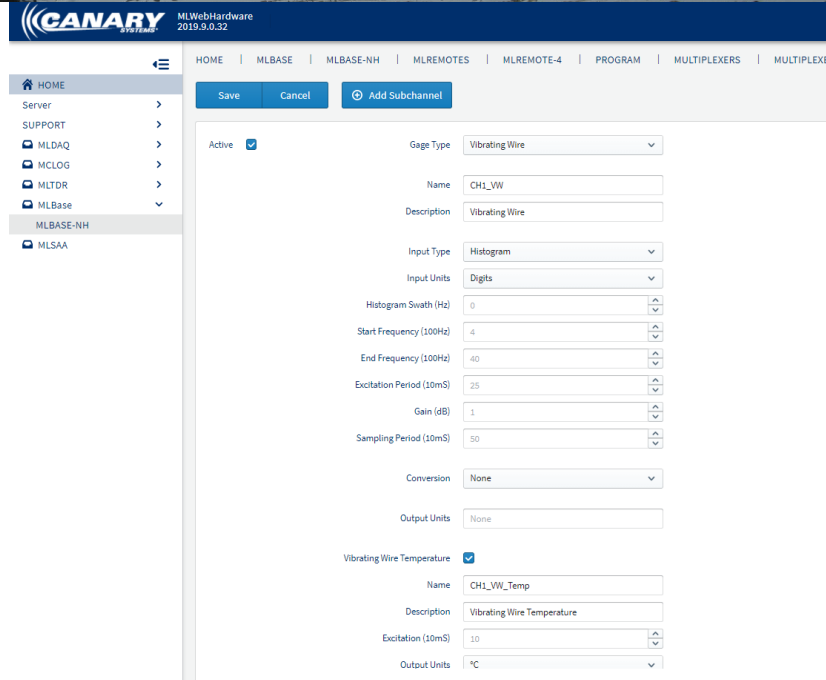 CANARY
SYSTEMS
MLWebHardware
2019.9.0.32
HOME | MLBASE | MLBASE-NH | MLREMOTES | MLREMOTE-4 | PROGRAM | MULTIPLEXERS | MULTIPLEXE
HOME
Server
SUPPORT
MLDAQ
MCLOG
MLTDR
MLBase
MLBASE-NH
MLSAA
Save Cancel Add Subchannel
Active Gage Type Vibrating Wire
Name CH1_VW
Description Vibrating Wire
Input Type Histogram
Input Units Digits
Histogram Swath (Hz) 0
Start Frequency (100Hz) 4
End Frequency (100Hz) 40
Excitation Period (10mS) 25
Gain (dB) 1
Sampling Period (10mS) 50
Conversion None
Output Units None
Vibrating Wire Temperature
Name CH1_VW_Temp
Description Vibrating Wire Temperature
Excitation (10mS) 10
Output Units °C